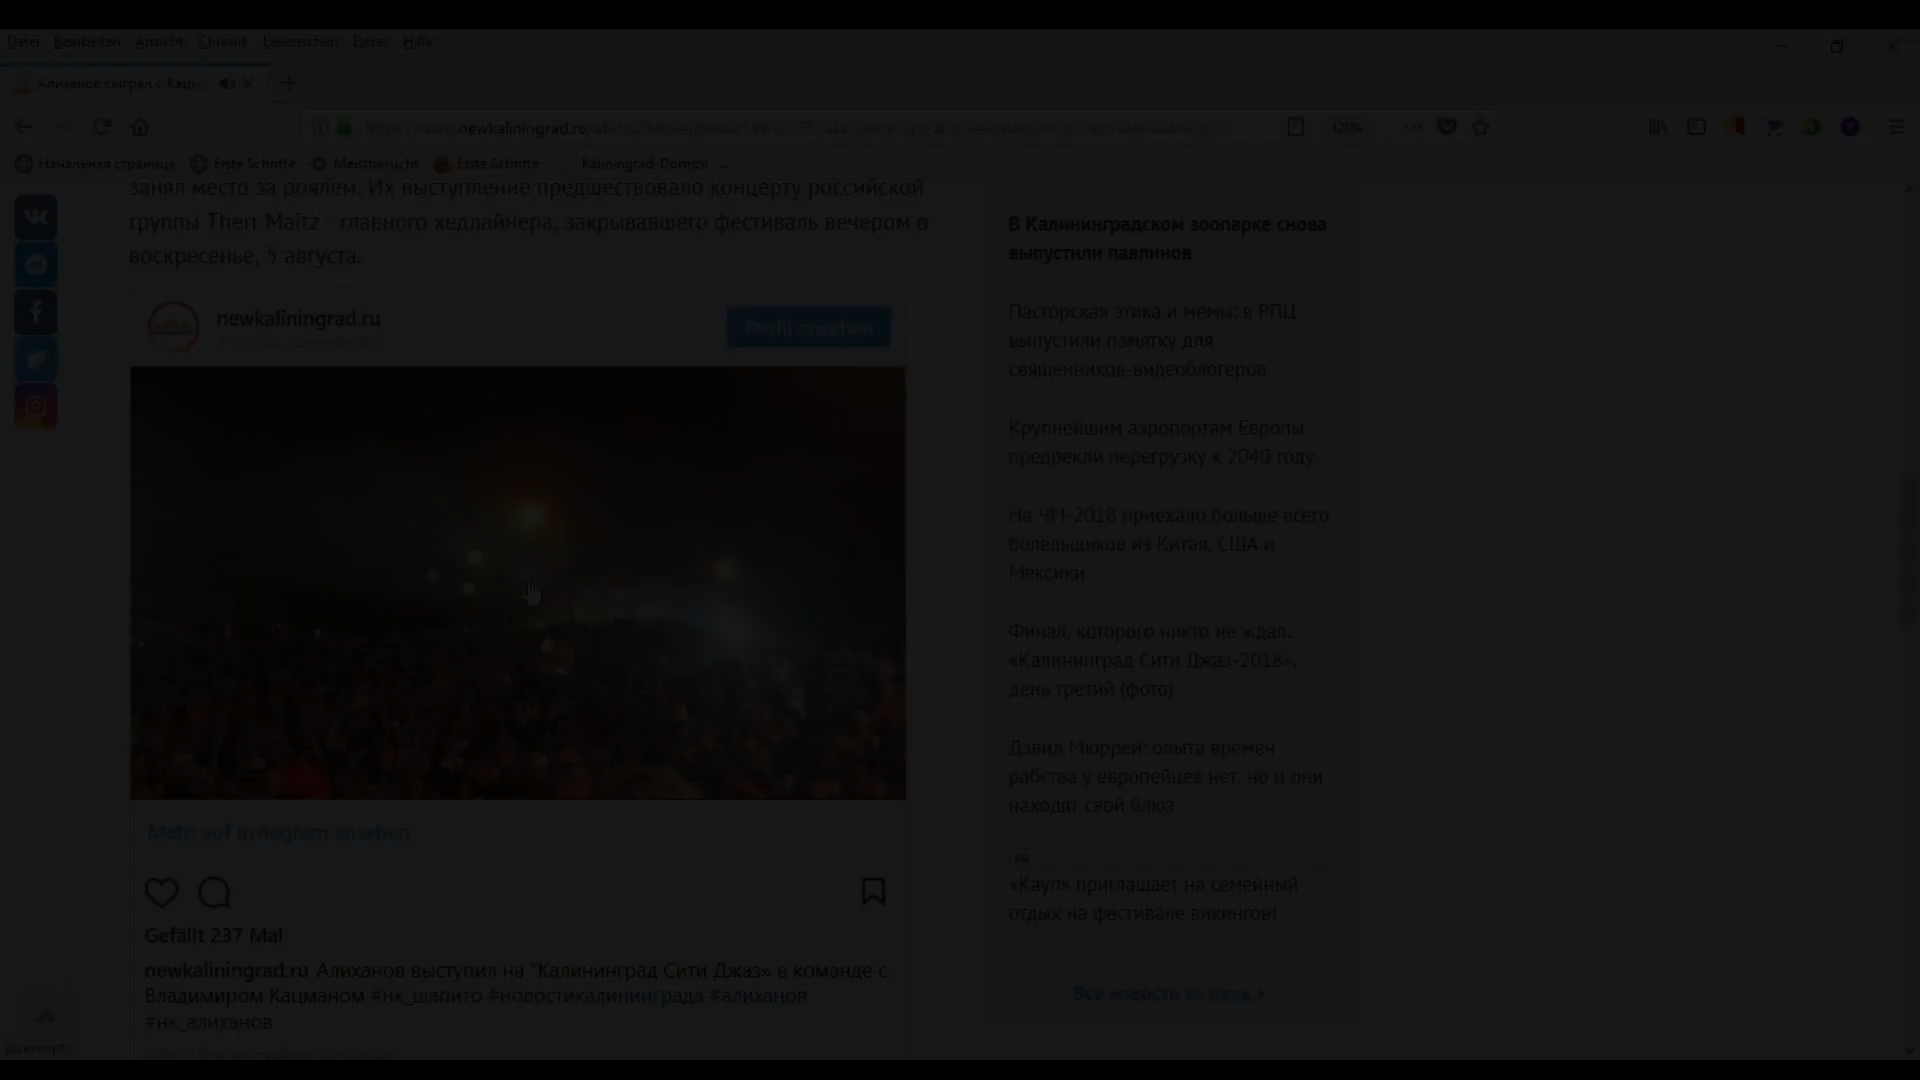 Datei Bearbeiten Ansicht Chronik Lesezeichen Extras Hilfe
Алиханов сыграл с Кацм
newkaliningrad.ru
120%
Начальная страница Erste Schritte Meistbesucht Erste Schritte Kaliningrad-Domizil ...
занял место за роялем. Их выступление предшествовало концерту российской
группы Therr Maitz - главного хедлайнера, закрывавшего фестиваль вечером в
воскресенье, 5 августа.
newkaliningrad.ru
Profil ansehen
Mehr auf Instagram ansehen
Gefällt 237 Mal
newkaliningrad.ru Алиханов выступил на "Калининград Сити Джаз» в команде с
Владимиром Кацманом #нк_шапито #новостикалининграда #алиханов
#нк_алиханов
В Калининградском зоопарке снова
выпустили павлинов
Пасторская этика и мемы: в РПЦ
выпустили памятку для
священников-видеоблогеров
Крупнейшим аэропортам Европы
предрекли перегрузку к 2040 году
На ЧМ-2018 приехало больше всего
болельщиков из Китая, США и
Мексики
Финал, которого никто не ждал:
«Калининград Сити Джаз-2018»,
день третий (фото)
Дэвид Мюррей: опыта времен
рабства у европейцев нет, но и они
находят свой блюз
«Кауп» приглашает на семейный
отдых на фестивале викингов!
Все новости за день ›